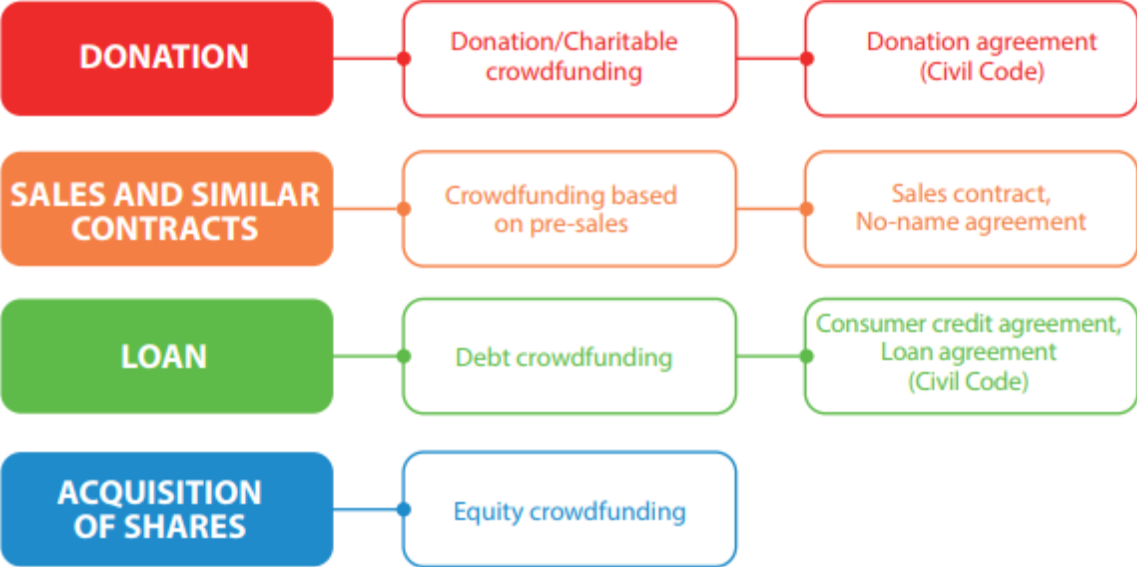 DONATION
Donation/Charitable
crowdfunding
Donation agreement
(Civil Code)
SALES AND SIMILAR
CONTRACTS
Crowdfunding based
on pre-sales
Sales contract,
No-name agreement
LOAN
Debt crowdfunding
Consumer credit agreement,
Loan agreement
(Civil Code)
ACQUISITION
OF SHARES
Equity crowdfunding